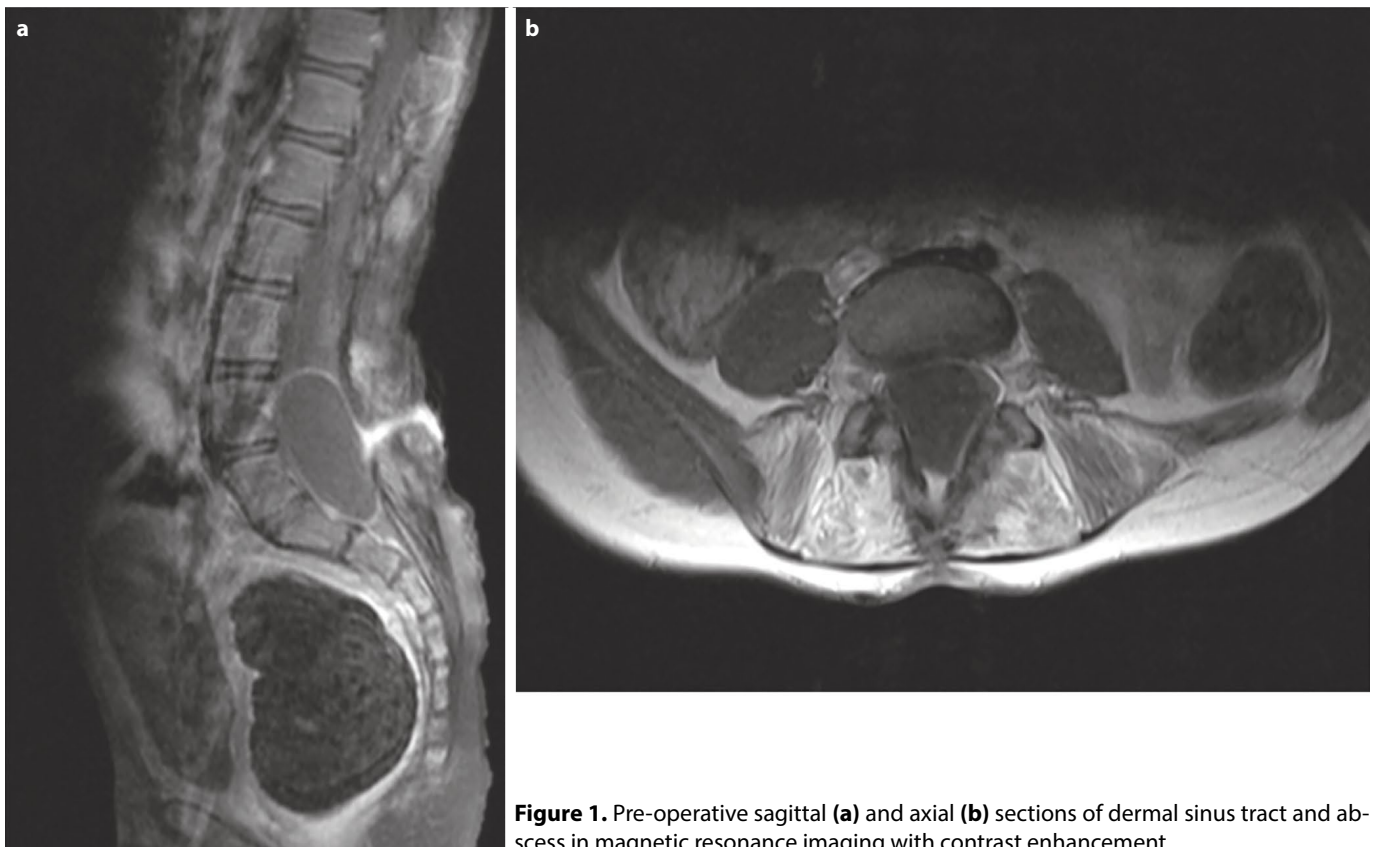 a
b
Figure 1. Pre-operative sagittal (a) and axial (b) sections of dermal sinus tract and ab-
scess in magnetic resonance imaging with contrast enhancement